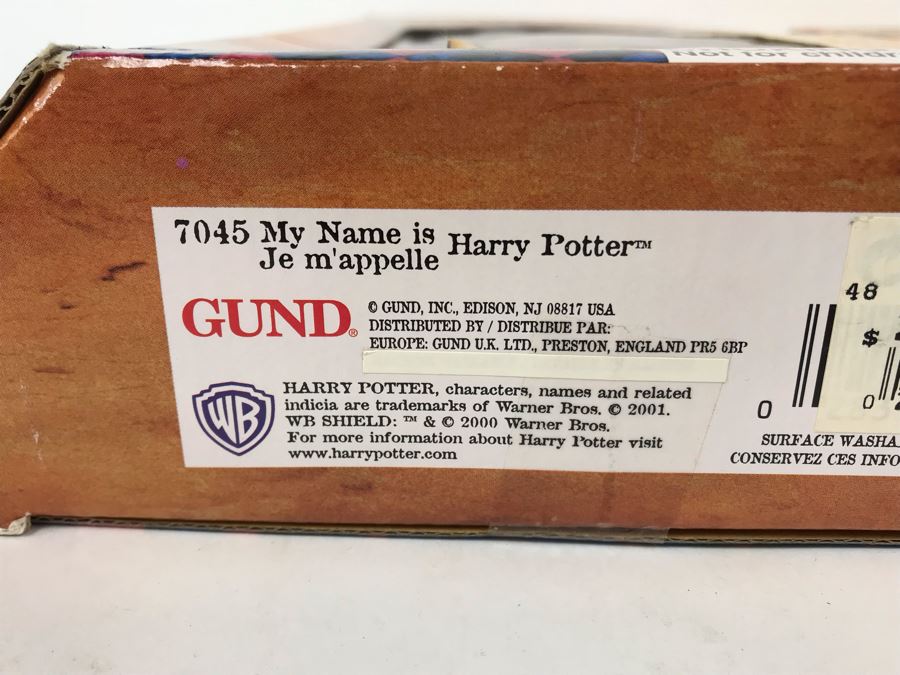 Not for childr
7045 My Name is Harry Potter™
Je m'appelle
GUND®
© GUND, INC., EDISON, NJ 08817 USA
DISTRIBUTED BY / DISTRIBUE PAR:
EUROPE: GUND U.K. LTD., PRESTON, ENGLAND PR5 6BP
WB
HARRY POTTER, characters, names and related
indicia are trademarks of Warner Bros. © 2001.
WB SHIELD: ™ & © 2000 Warner Bros.
For more information about Harry Potter visit
www.harrypotter.com
48
$
0
0
SURFACE WASHA
CONSERVEZ CES INFO